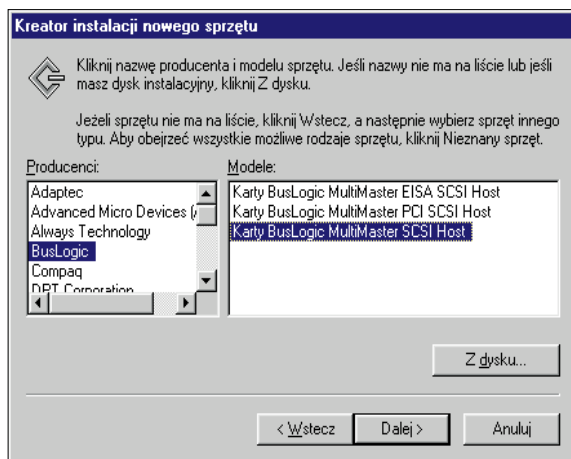 Kreator instalacji nowego sprzętu
Kliknij nazwę producenta i modelu sprzętu. Jeśli nazwy nie ma na liście lub jeśli
masz dysk instalacyjny, kliknij Z dysku.
Jeżeli sprzętu nie ma na liście, kliknij Wstecz, a następnie wybierz sprzęt innego
typu. Aby obejrzeć wszystkie możliwe rodzaje sprzętu, kliknij Nieznany sprzęt.
Producenci:
Adaptec
Advanced Micro Devices (
Always Technology
BusLogic
Compaq
DPT Corporation
Modele:
Karty BusLogic MultiMaster EISA SCSI Host
Karty BusLogic MultiMaster PCI SCSI Host
Karty BusLogic MultiMaster SCSI Host
Z dysku...
< Wstecz
Dalej >
Anuluj